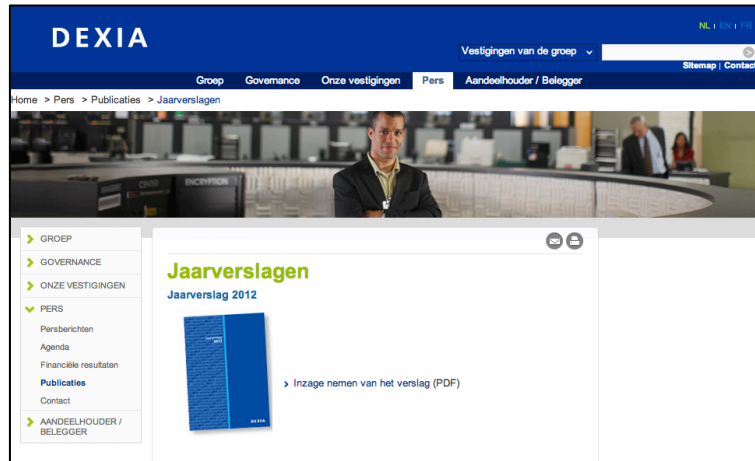 DEXIA
NL | EN | FR
Vestigingen van de groep
Sitemap | Contact
Groep Governance Onze vestigingen Pers Aandeelhouder / Belegger
Home > Pers > Publicaties > Jaarverslagen
ENCRYPTION
GROEP
GOVERNANCE
ONZE VESTIGINGEN
PERS
Persberichten
Agenda
Financiële resultaten
Publicaties
Contact
AANDEELHOUDER /
BELEGGER
Jaarverslagen
Jaarverslag 2012
DEXIA
Inzage nemen van het verslag (PDF)